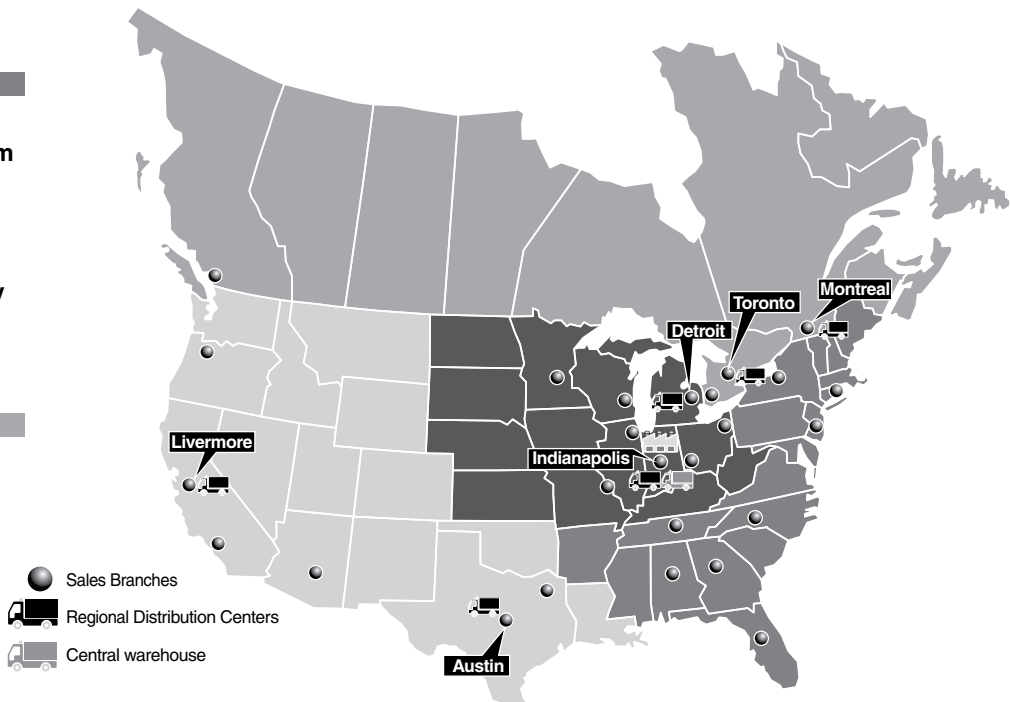 m
y
Montreal
Toronto
Detroit
Livermore
Indianapolis
Austin
Sales Branches
Regional Distribution Centers
Central warehouse